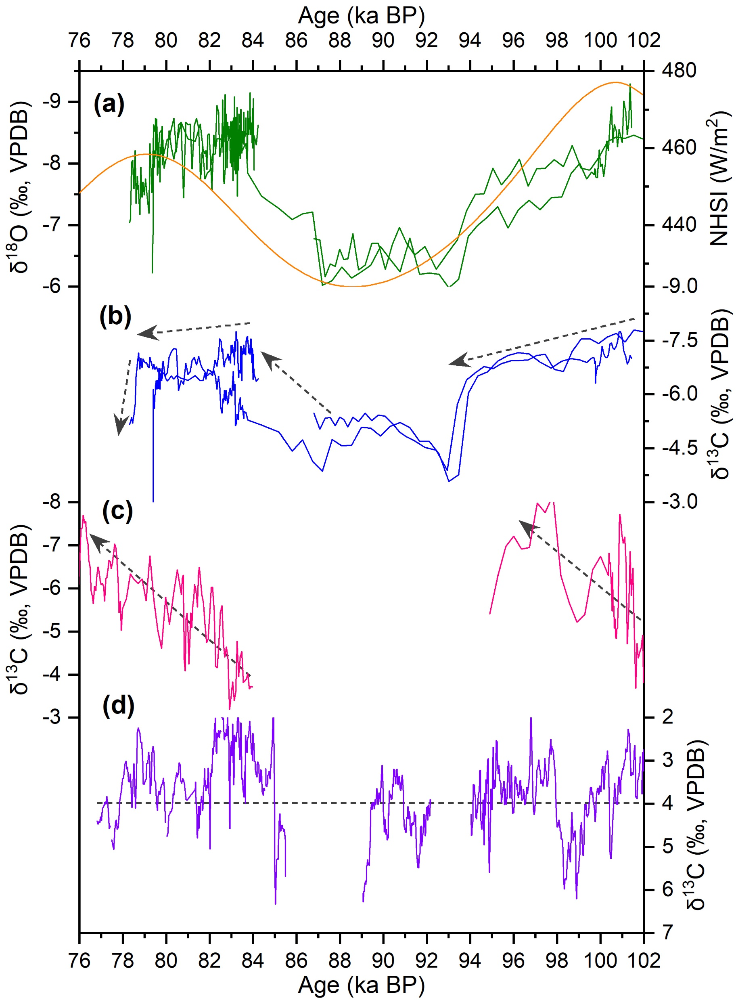 Age (ka BP)
76 78 80 82 84 86 88 90 92 94 96 98 100 102
(a)
δ18O (‰, VPDB)
-9
-8
-7
-6
480
460
440
NHSI (W/m2)
(b)
-9.0
-7.5
-6.0
-4.5
-3.0
δ13C (‰, VPDB)
(c)
-8
-7
-6
-5
-4
-3
δ13C (‰, VPDB)
(d)
2
3
4
5
6
7
δ13C (‰, VPDB)
76 78 80 82 84 86 88 90 92 94 96 98 100 102
Age (ka BP)